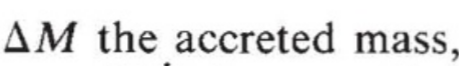 ΔM the accreted mass,